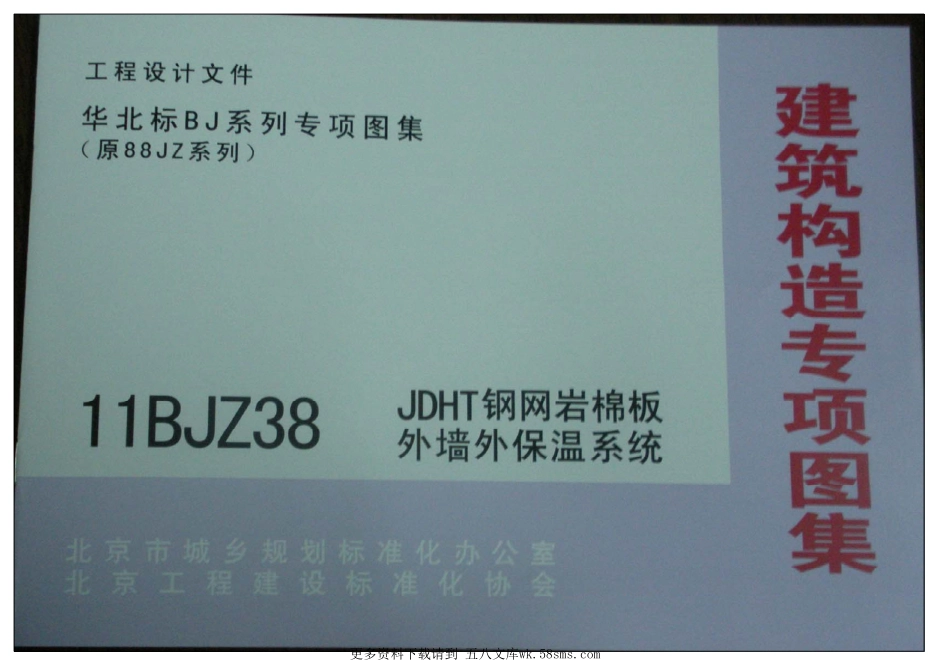 工程设计文件
华北标BJ系列专项图集
（原88JZ系列）
建筑构造专项图集
11BJZ38
JDHT钢网岩棉板
外墙外保温系统
北京市城乡规划标准化办公室
北京工程建设标准化协会
更多资料下载请到 五八文库wk.58sms.com